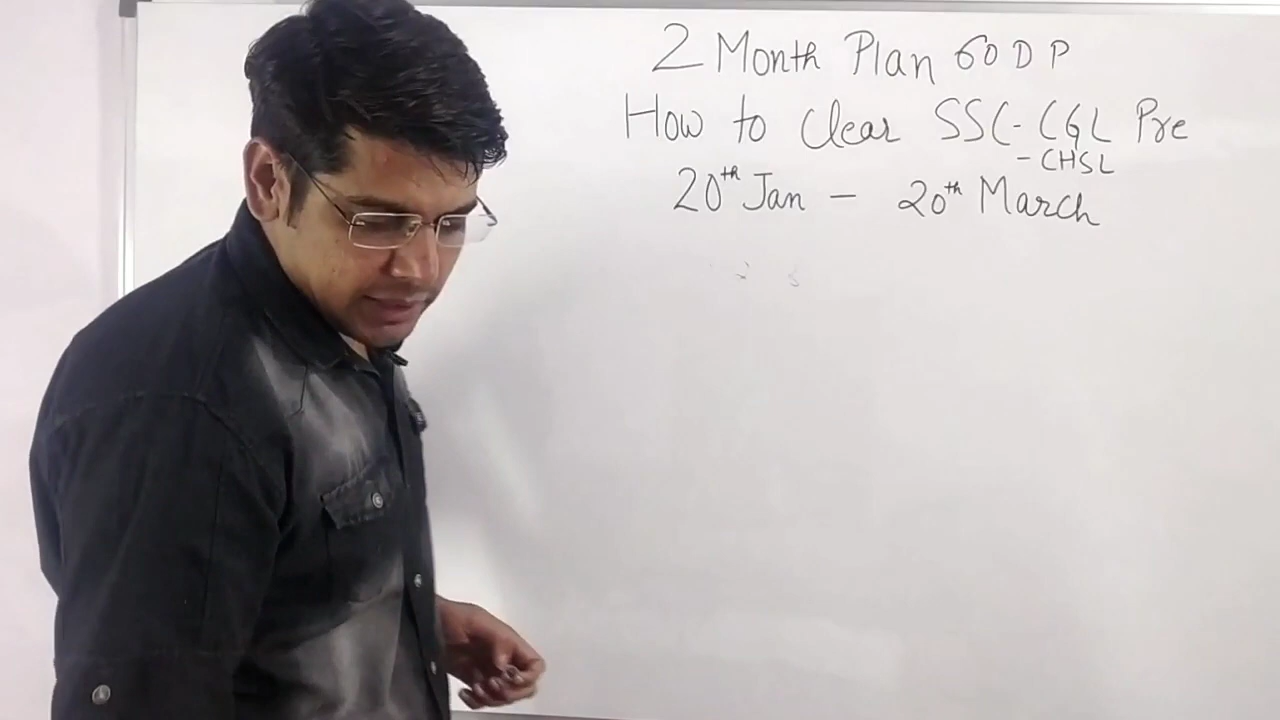 2 Month Plan 60 D P
How to Clear SSC-CGL Pre
-CHSL
20th Jan - 20th March